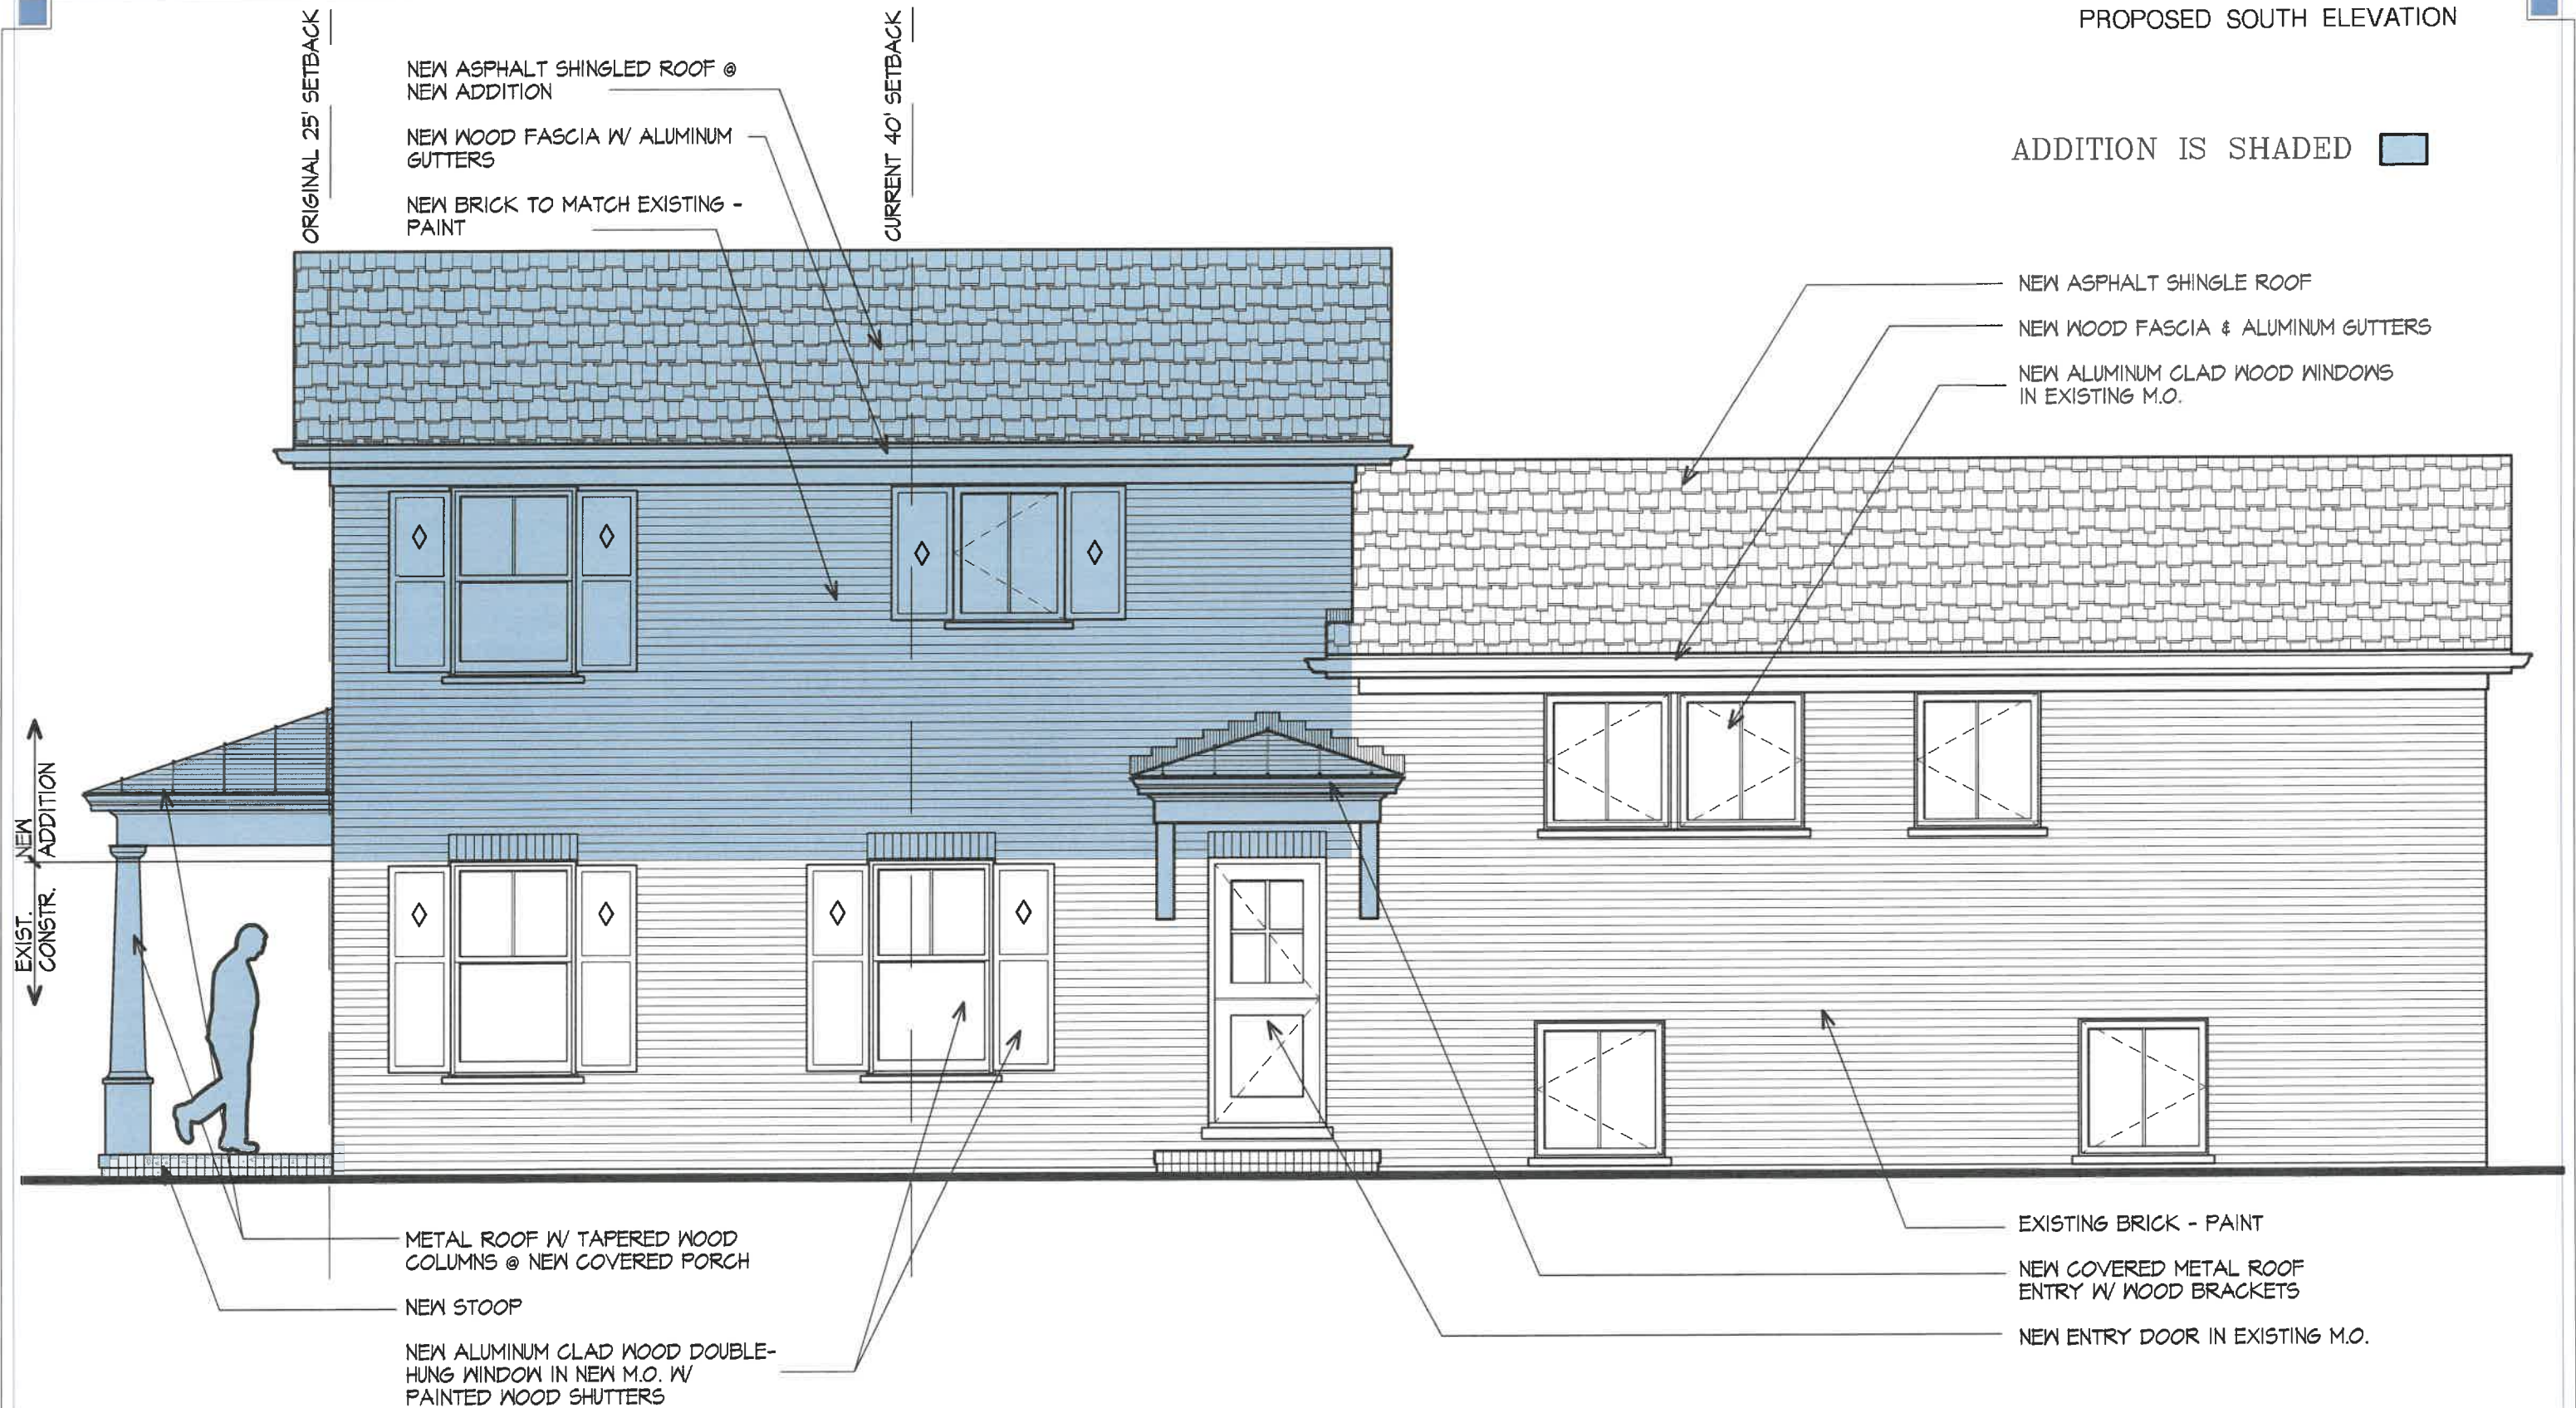 PROPOSED SOUTH ELEVATION
ORIGINAL 25' SETBACK
CURRENT 40' SETBACK
NEW ASPHALT SHINGLED ROOF @
NEW ADDITION
NEW WOOD FASCIA W/ ALUMINUM
GUTTERS
NEW BRICK TO MATCH EXISTING -
PAINT
ADDITION IS SHADED
NEW ASPHALT SHINGLE ROOF
NEW WOOD FASCIA & ALUMINUM GUTTERS
NEW ALUMINUM CLAD WOOD WINDOWS
IN EXISTING M.O.
NEW
ADDITION
EXIST.
CONSTR.
METAL ROOF W/ TAPERED WOOD
COLUMNS @ NEW COVERED PORCH
NEW STOOP
NEW ALUMINUM CLAD WOOD DOUBLE-
HUNG WINDOW IN NEW M.O. W/
PAINTED WOOD SHUTTERS
EXISTING BRICK - PAINT
NEW COVERED METAL ROOF
ENTRY W/ WOOD BRACKETS
NEW ENTRY DOOR IN EXISTING M.O.